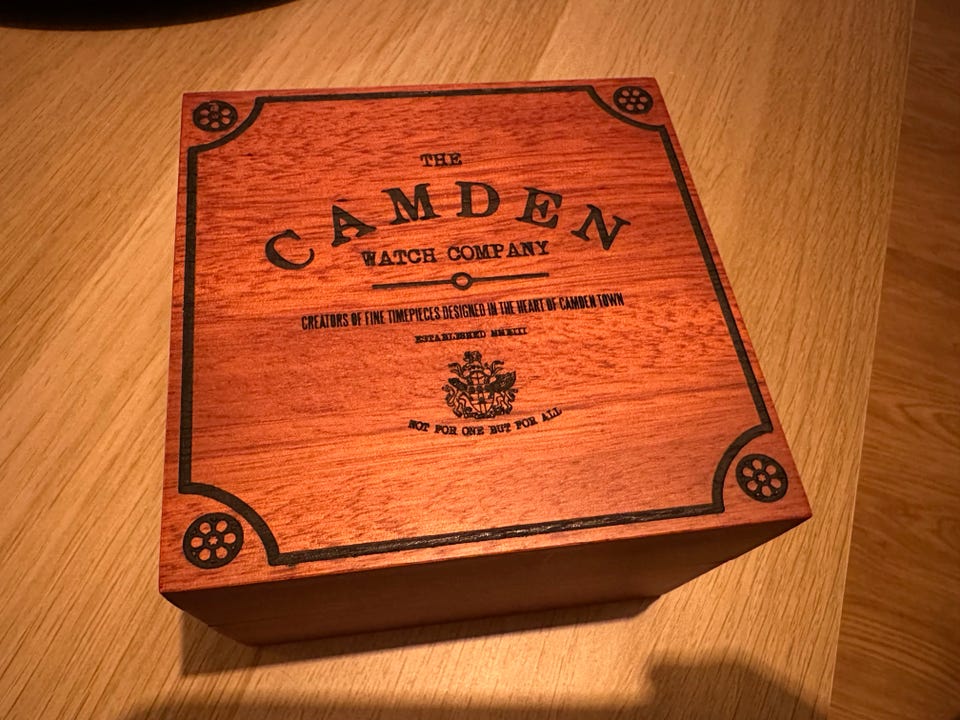 THE
CAMDEN
WATCH COMPANY
CREATORS OF FINE TIMEPIECES DESIGNED IN THE HEART OF CAMDEN TOWN
ESTABLISHED MMXIII
NOT FOR ONE BUT FOR ALL